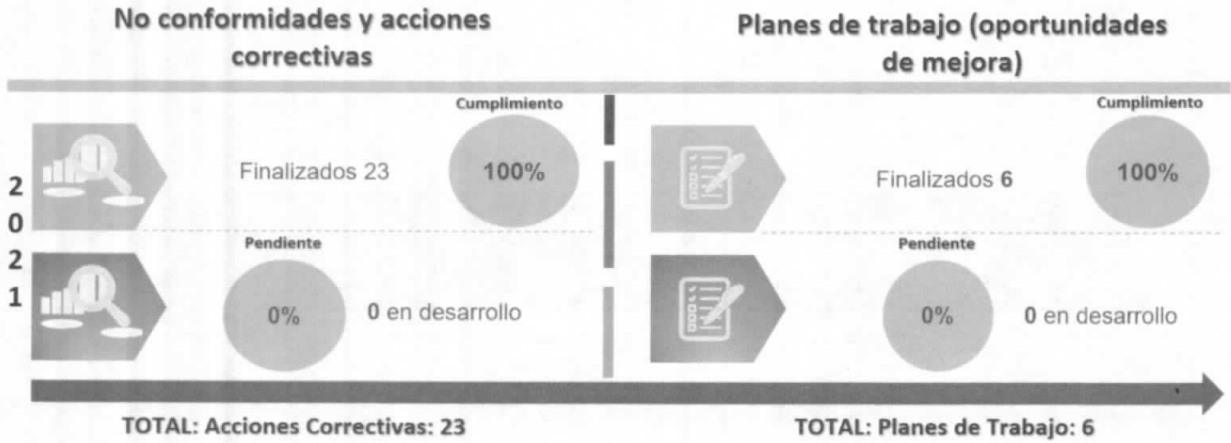 No conformidades y acciones
correctivas
Cumplimiento
Finalizados 23
100%
Pendiente
0%
0 en desarrollo
TOTAL: Acciones Correctivas: 23
Planes de trabajo (oportunidades
de mejora)
Cumplimiento
Finalizados 6
100%
Pendiente
0%
0 en desarrollo
TOTAL: Planes de Trabajo: 6
2
0
2
1